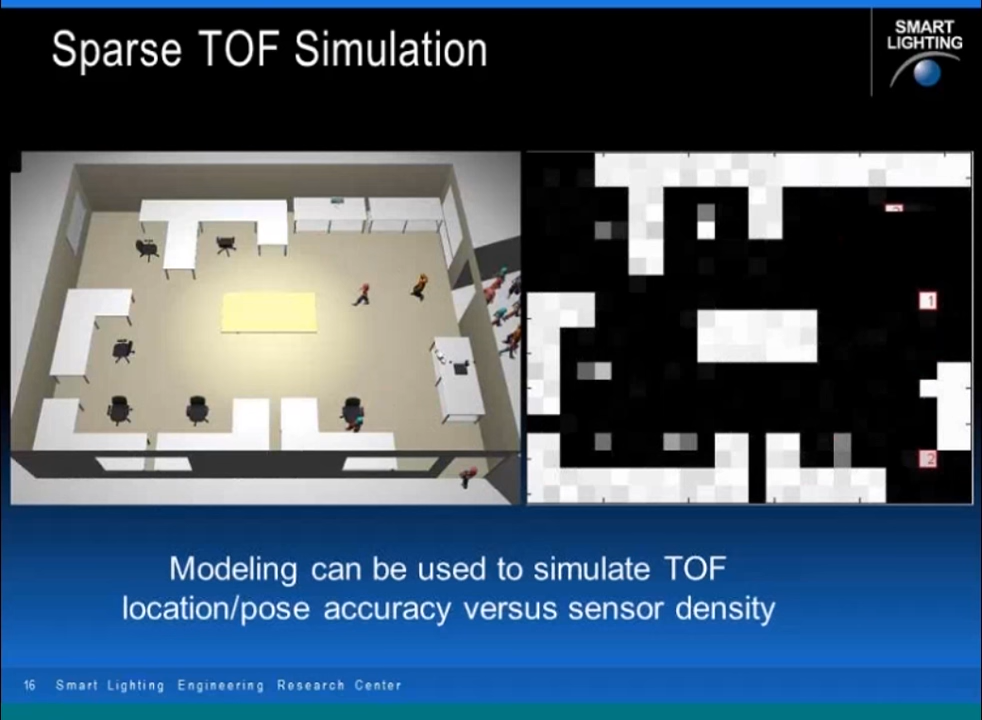 Sparse TOF Simulation
SMART
LIGHTING
1
2
Modeling can be used to simulate TOF
location/pose accuracy versus sensor density
16 Smart Lighting Engineering Research Center